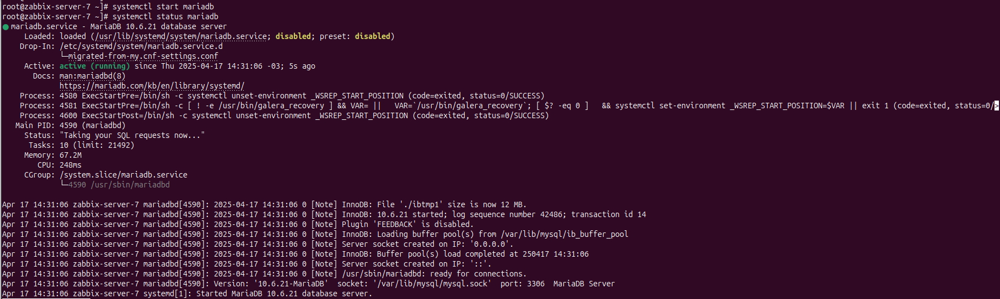 root@zabbix-server-7 ~]# systemctl start mariadb
root@zabbix-server-7 ~]# systemctl status mariadb
● mariadb.service - MariaDB 10.6.21 database server
Loaded: loaded (/usr/lib/systemd/system/mariadb.service; disabled; preset: disabled)
Drop-In: /etc/systemd/system/mariadb.service.d
└─migrated-from-my.cnf-settings.conf
Active: active (running) since Thu 2025-04-17 14:31:06 -03; 5s ago
Docs: man:mariadbd(8)
https://mariadb.com/kb/en/library/systemd/
Process: 4580 ExecStartPre=/bin/sh -c systemctl unset-environment _WSREP_START_POSITION (code=exited, status=0/SUCCESS)
Process: 4581 ExecStartPre=/bin/sh -c [ ! -e /usr/bin/galera_recovery ] && VAR= ||   VAR=`/usr/bin/galera_recovery`; [ $? -eq 0 ]   && systemctl set-environment _WSREP_START_POSITION=$VAR || exit 1 (code=exited, status=0/>
Process: 4600 ExecStartPost=/bin/sh -c systemctl unset-environment _WSREP_START_POSITION (code=exited, status=0/SUCCESS)
Main PID: 4590 (mariadbd)
Status: "Taking your SQL requests now..."
Tasks: 10 (limit: 21492)
Memory: 67.2M
CPU: 248ms
CGroup: /system.slice/mariadb.service
└─4590 /usr/sbin/mariadbd
Apr 17 14:31:06 zabbix-server-7 mariadbd[4590]: 2025-04-17 14:31:06 0 [Note] InnoDB: File './ibtmp1' size is now 12 MB.
Apr 17 14:31:06 zabbix-server-7 mariadbd[4590]: 2025-04-17 14:31:06 0 [Note] InnoDB: 10.6.21 started; log sequence number 42486; transaction id 14
Apr 17 14:31:06 zabbix-server-7 mariadbd[4590]: 2025-04-17 14:31:06 0 [Note] Plugin 'FEEDBACK' is disabled.
Apr 17 14:31:06 zabbix-server-7 mariadbd[4590]: 2025-04-17 14:31:06 0 [Note] InnoDB: Loading buffer pool(s) from /var/lib/mysql/ib_buffer_pool
Apr 17 14:31:06 zabbix-server-7 mariadbd[4590]: 2025-04-17 14:31:06 0 [Note] Server socket created on IP: '0.0.0.0'.
Apr 17 14:31:06 zabbix-server-7 mariadbd[4590]: 2025-04-17 14:31:06 0 [Note] InnoDB: Buffer pool(s) load completed at 250417 14:31:06
Apr 17 14:31:06 zabbix-server-7 mariadbd[4590]: 2025-04-17 14:31:06 0 [Note] Server socket created on IP: '::'.
Apr 17 14:31:06 zabbix-server-7 mariadbd[4590]: 2025-04-17 14:31:06 0 [Note] /usr/sbin/mariadbd: ready for connections.
Apr 17 14:31:06 zabbix-server-7 mariadbd[4590]: Version: '10.6.21-MariaDB'  socket: '/var/lib/mysql/mysql.sock'  port: 3306  MariaDB Server
Apr 17 14:31:06 zabbix-server-7 systemd[1]: Started MariaDB 10.6.21 database server.